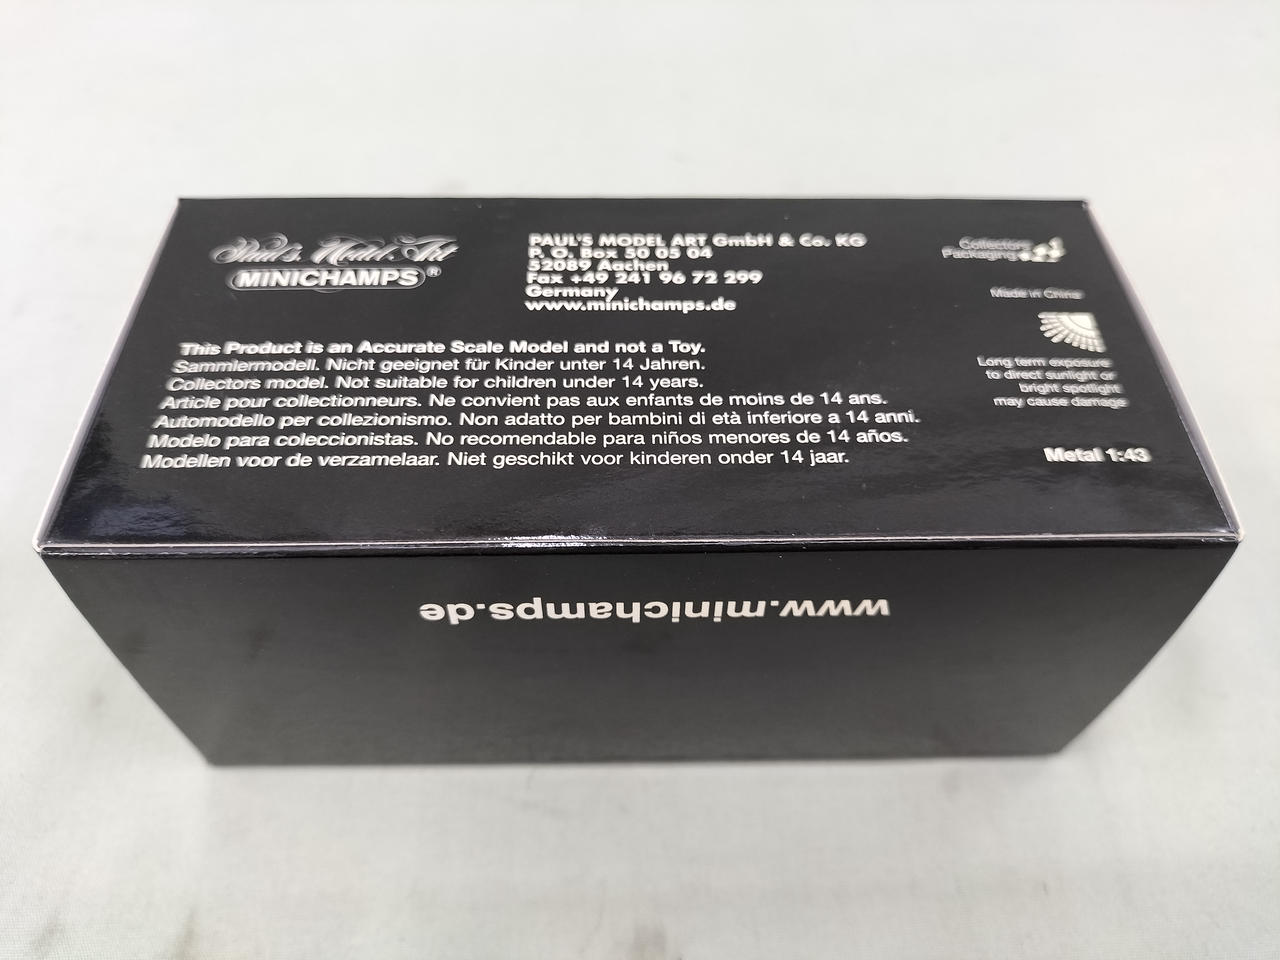 Paul's Model Art
MINICHAMPS®
PAUL'S MODEL ART GmbH & Co. KG
P. O. Box 50 05 04
52089 Aachen
Fax +49 241 96 72 299
Germany
www.minichamps.de
Collectors
Packaging
Made in China
Long term exposure
to direct sunlight or
bright spotlight
may cause damage
Metal 1:43
This Product is an Accurate Scale Model and not a Toy.
Sammlermodell. Nicht geeignet für Kinder unter 14 Jahren.
Collectors model. Not suitable for children under 14 years.
Article pour collectionneurs. Ne convient pas aux enfants de moins de 14 ans.
Automodello per collezionismo. Non adatto per bambini di età inferiore a 14 anni.
Modelo para coleccionistas. No recomendable para niños menores de 14 años.
Modellen voor de verzamelaar. Niet geschikt voor kinderen onder 14 jaar.
www.minichamps.de